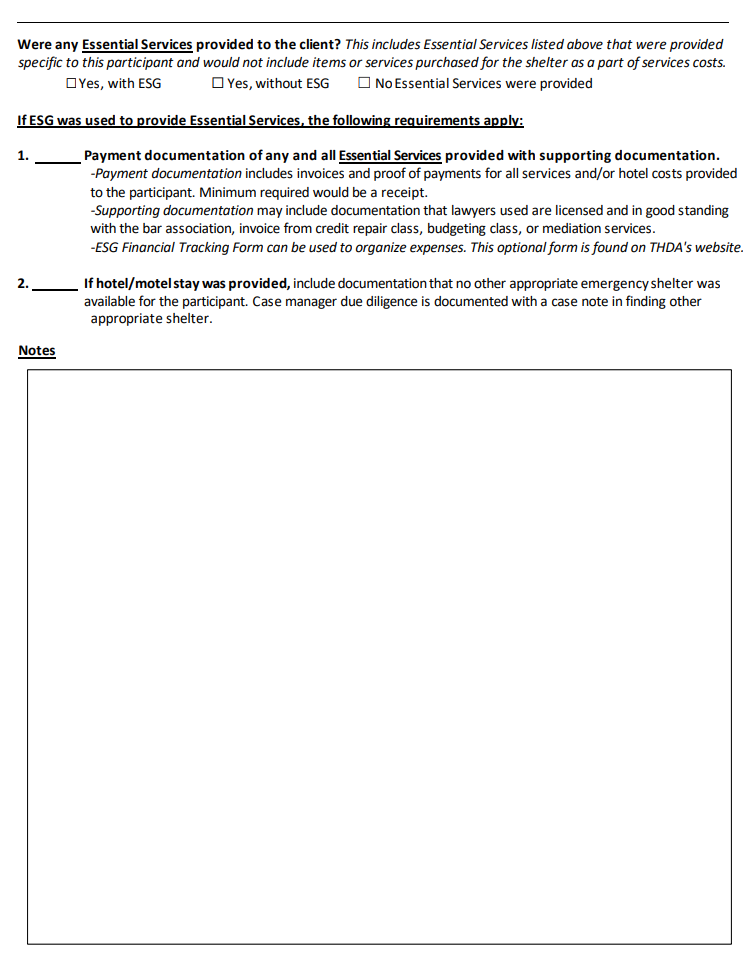 Were any Essential Services provided to the client? This includes Essential Services listed above that were provided
specific to this participant and would not include items or services purchased for the shelter as a part of services costs.
☐ Yes, with ESG ☐ Yes, without ESG ☐ No Essential Services were provided
If ESG was used to provide Essential Services, the following requirements apply:
1. ______ Payment documentation of any and all Essential Services provided with supporting documentation.
-Payment documentation includes invoices and proof of payments for all services and/or hotel costs provided
to the participant. Minimum required would be a receipt.
-Supporting documentation may include documentation that lawyers used are licensed and in good standing
with the bar association, invoice from credit repair class, budgeting class, or mediation services.
-ESG Financial Tracking Form can be used to organize expenses. This optional form is found on THDA's website.
2. ______ If hotel/motel stay was provided, include documentation that no other appropriate emergency shelter was
available for the participant. Case manager due diligence is documented with a case note in finding other
appropriate shelter.
Notes